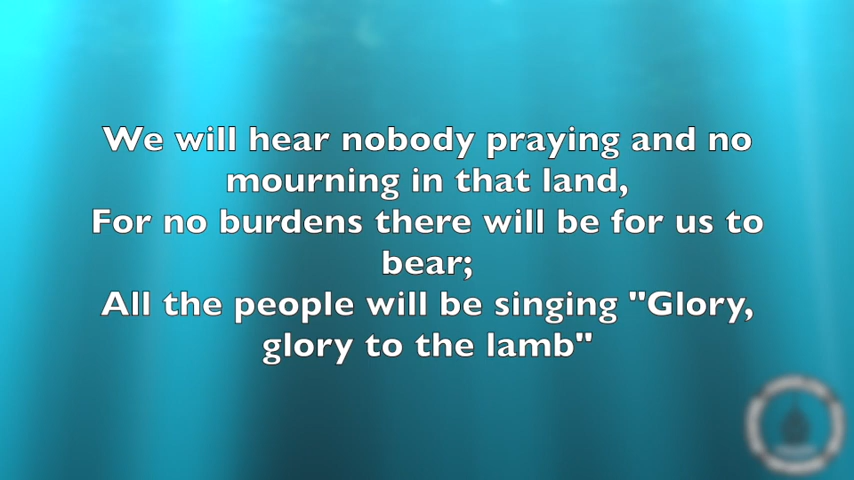 We will hear nobody praying and no
mourning in that land,
For no burdens there will be for us to
bear;
All the people will be singing "Glory,
glory to the lamb"